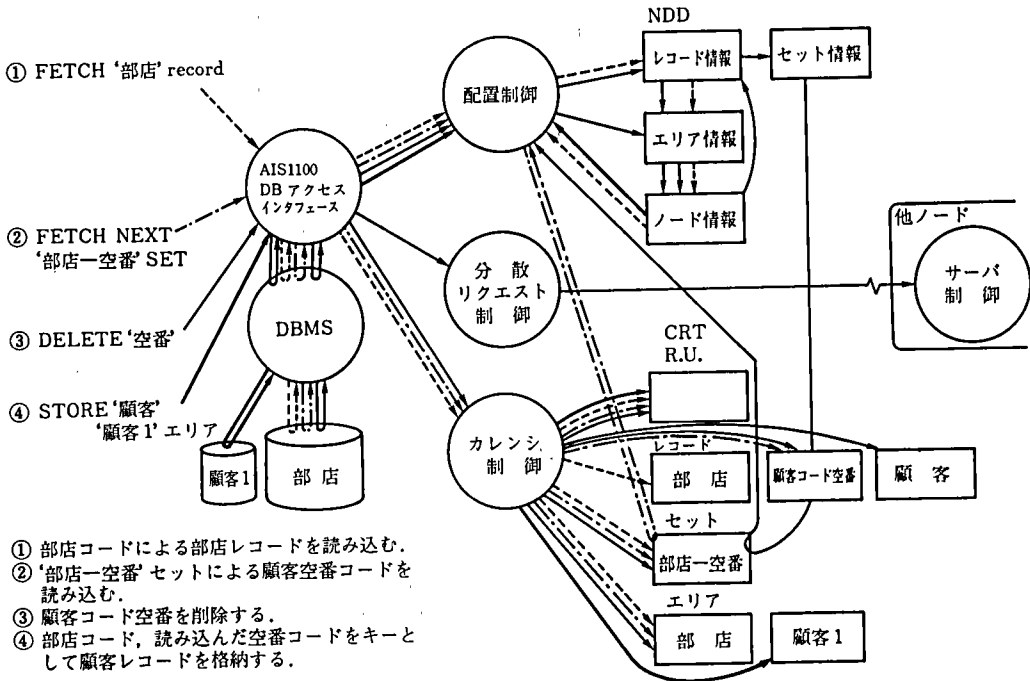 NDD
① FETCH ‘部店’ record
レコード情報
セット情報
配置制御
エリア情報
AIS1100
DBアクセス
インタフェース
ノード情報
② FETCH NEXT
‘部店—空番’ SET
他ノード
分散
リクエスト
制御
サーバ
制御
DBMS
③ DELETE ‘空番’
CRT
R.U.
④ STORE ‘顧客’
‘顧客1’ エリア
カレンシ
制御
レコード
顧客1
部店
部店
顧客コード空番
顧客
セット
部店—空番
エリア
部店
顧客1
① 部店コードによる部店レコードを読み込む.
② ‘部店—空番’ セットによる顧客空番コードを
読み込む.
③ 顧客コード空番を削除する.
④ 部店コード, 読み込んだ空番コードをキーと
して顧客レコードを格納する.